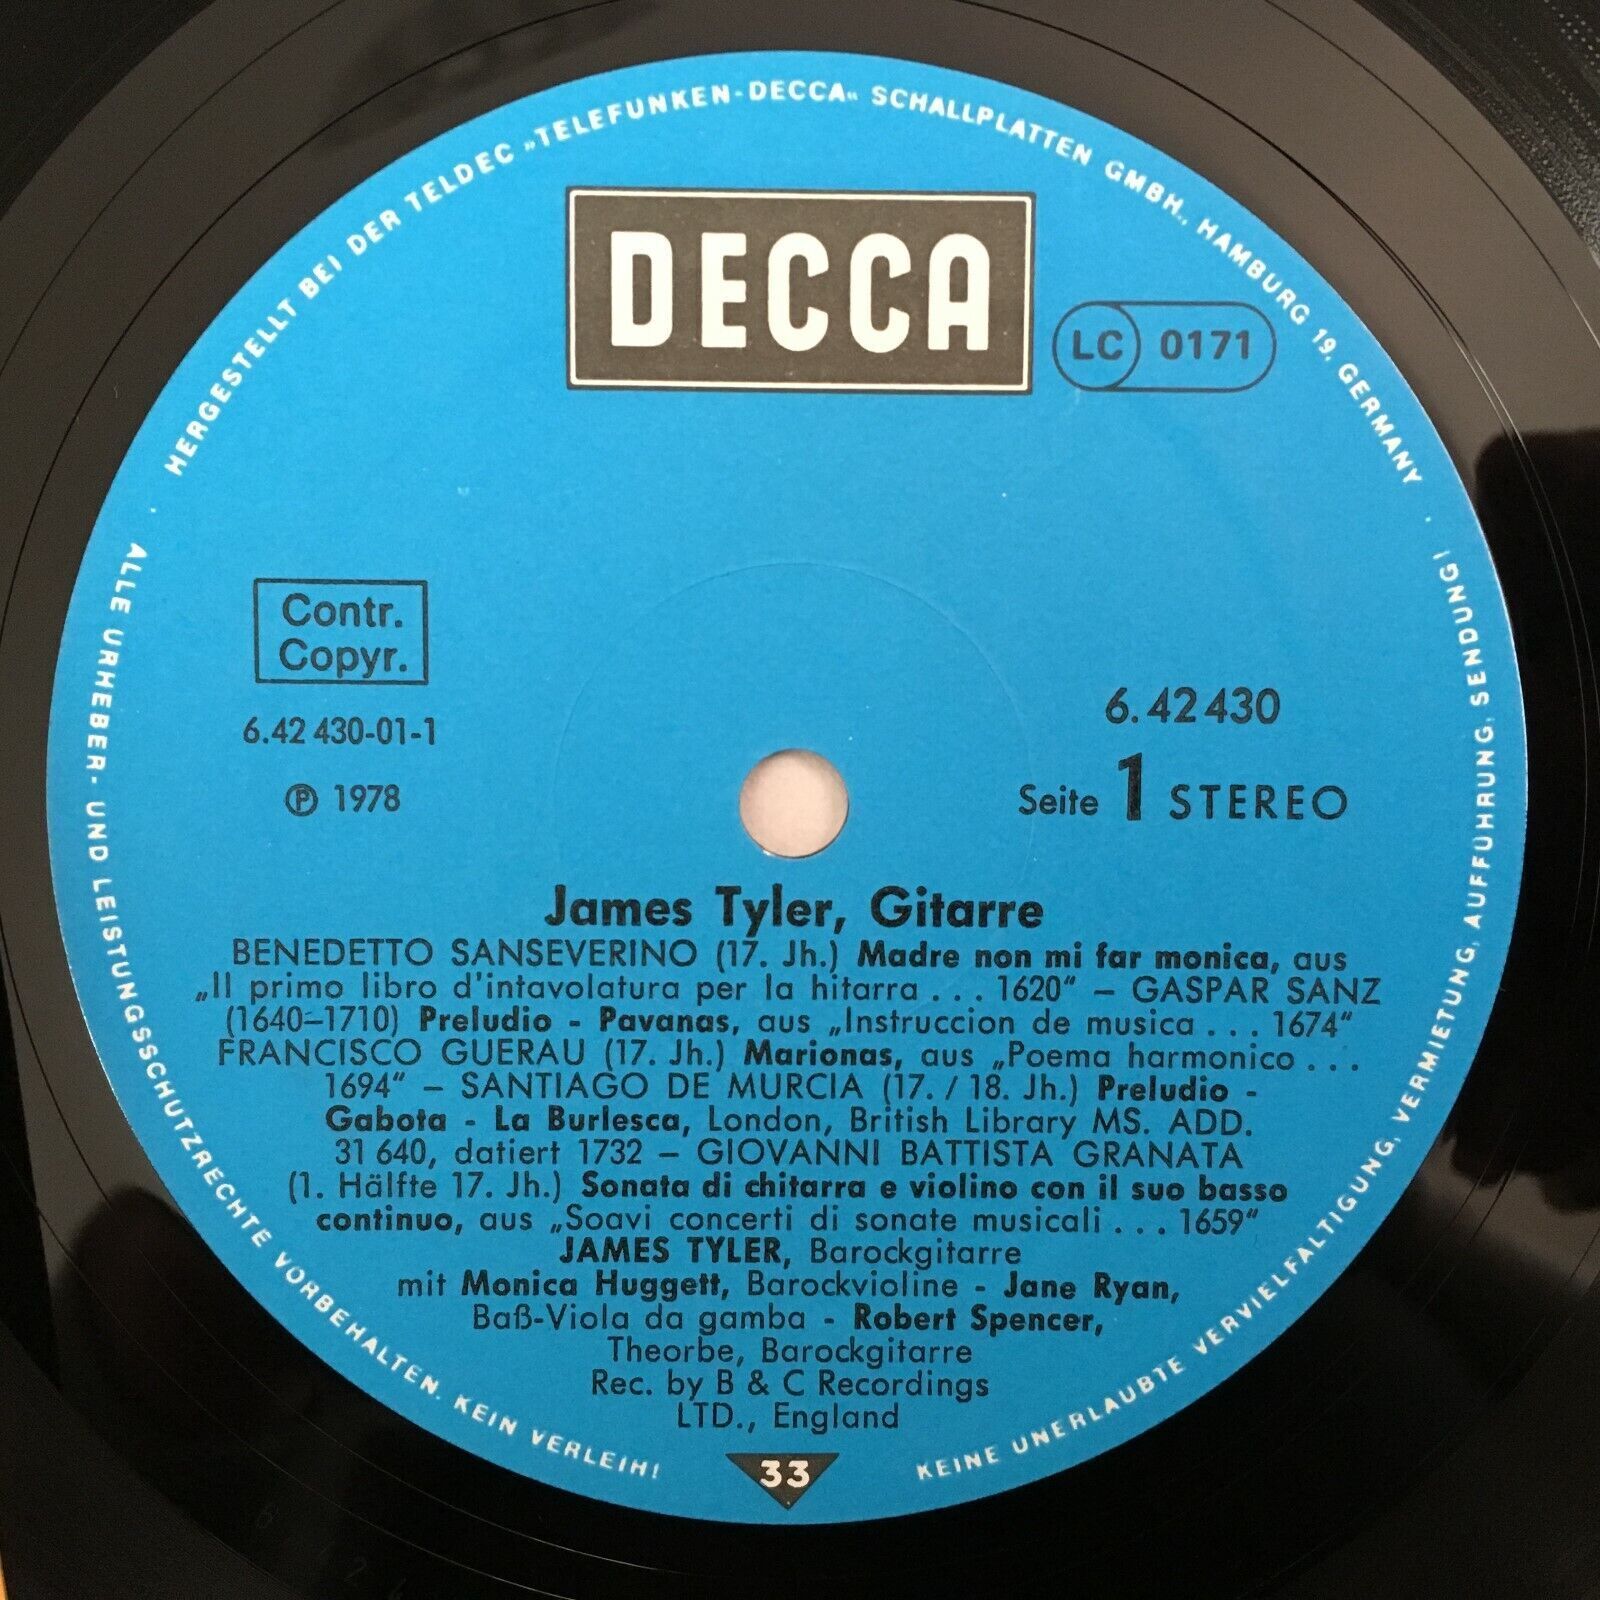 HERGESTELLT BEI DER TELDEC „TELEFUNKEN-DECCA“ SCHALLPLATTEN GMBH., HAMBURG 19, GERMANY ·
DECCA
LC 0171
Contr.
Copyr.
6.42 430-01-1
Ⓟ 1978
6.42430
Seite 1 STEREO
James Tyler, Gitarre
BENEDETTO SANSEVERINO (17. Jh.) Madre non mi far monica, aus
„Il primo libro d'intavolatura per la hitarra . . . 1620“ – GASPAR SANZ
(1640–1710) Preludio - Pavanas, aus „Instruccion de musica . . . 1674“
FRANCISCO GUERAU (17. Jh.) Marionas, aus „Poema harmonico . . .
1694“ – SANTIAGO DE MURCIA (17. / 18. Jh.) Preludio -
Gabota - La Burlesca, London, British Library MS. ADD.
31 640, datiert 1732 – GIOVANNI BATTISTA GRANATA
(1. Hälfte 17. Jh.) Sonata di chitarra e violino con il suo basso
continuo, aus „Soavi concerti di sonate musicali . . . 1659“
JAMES TYLER, Barockgitarre
mit Monica Huggett, Barockvioline - Jane Ryan,
Baß-Viola da gamba - Robert Spencer,
Theorbe, Barockgitarre
Rec. by B & C Recordings
LTD., England
33
· ALLE URHEBER- UND LEISTUNGSSCHUTZRECHTE VORBEHALTEN. KEIN VERLEIH!
KEINE UNERLAUBTE VERVIELFALTIGUNG, VERMIETUNG, AUFFUHRUNG, SENDUNG!